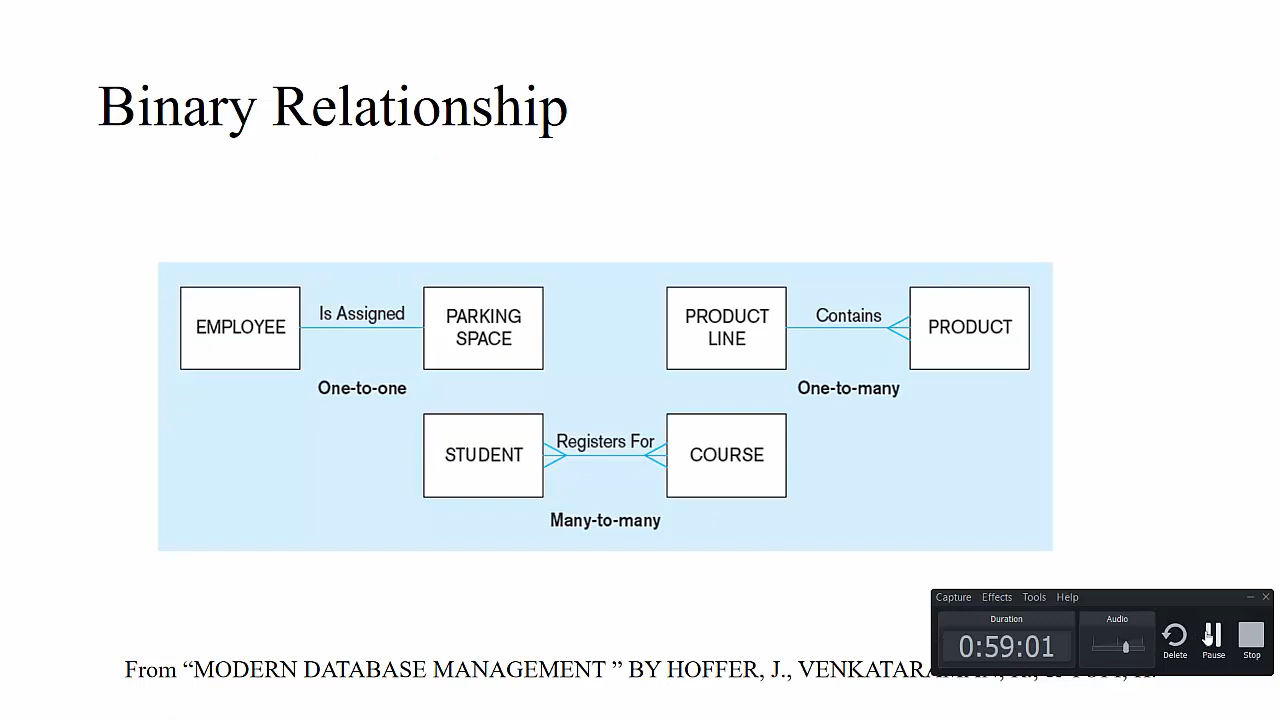 Binary Relationship
EMPLOYEE
Is Assigned
PARKING
SPACE
One-to-one
PRODUCT
LINE
Contains
PRODUCT
One-to-many
STUDENT
Registers For
COURSE
Many-to-many
Capture Effects Tools Help
Duration
0:59:01
Audio
Delete
Pause
Stop
From “MODERN DATABASE MANAGEMENT ” BY HOFFER, J.,